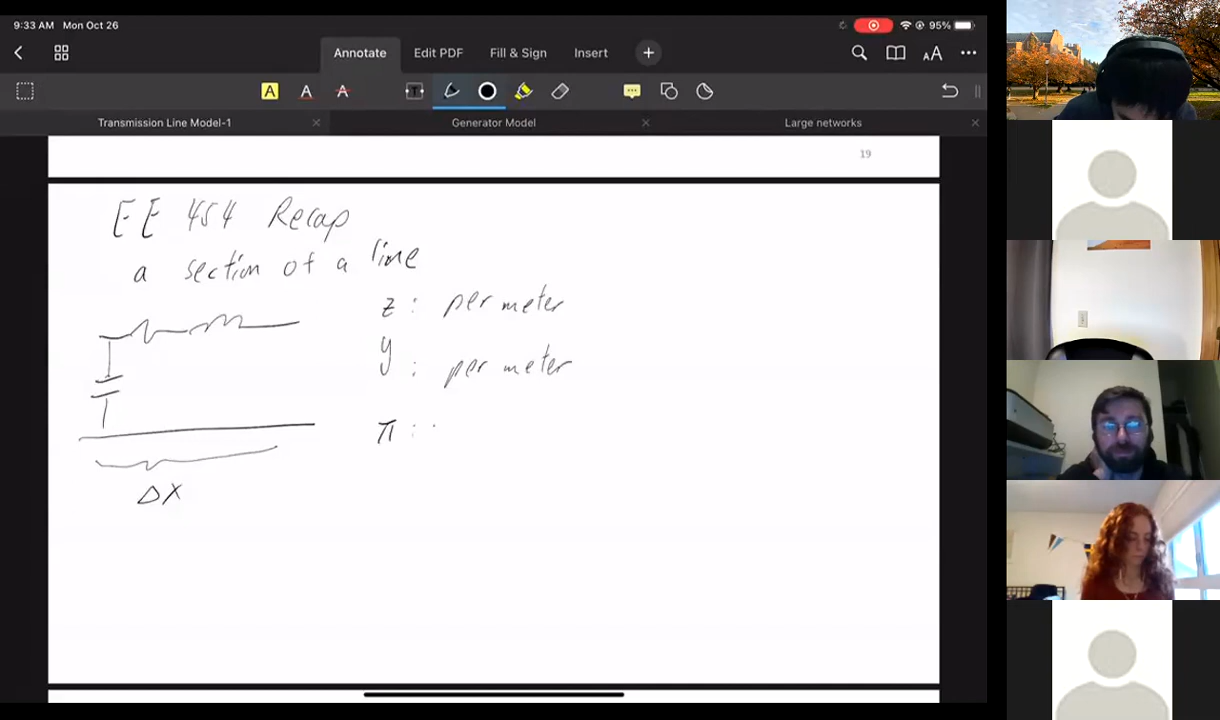 9:33 AM Mon Oct 26
95%
Annotate Edit PDF Fill & Sign Insert +
AA
A A A T
Transmission Line Model-1 × Generator Model × Large networks ×
19
EE 454 Recap
a section of a line
z: per meter
y: per meter
π:
ΔX